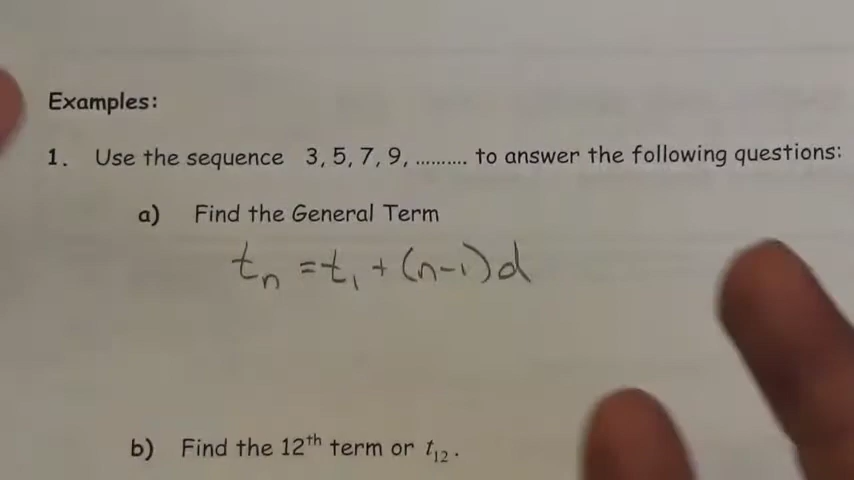 Examples:
1. Use the sequence 3, 5, 7, 9, .......... to answer the following questions:
a) Find the General Term
tₙ = t₁ + (n-1)d
b) Find the 12ᵗʰ term or t₁₂.